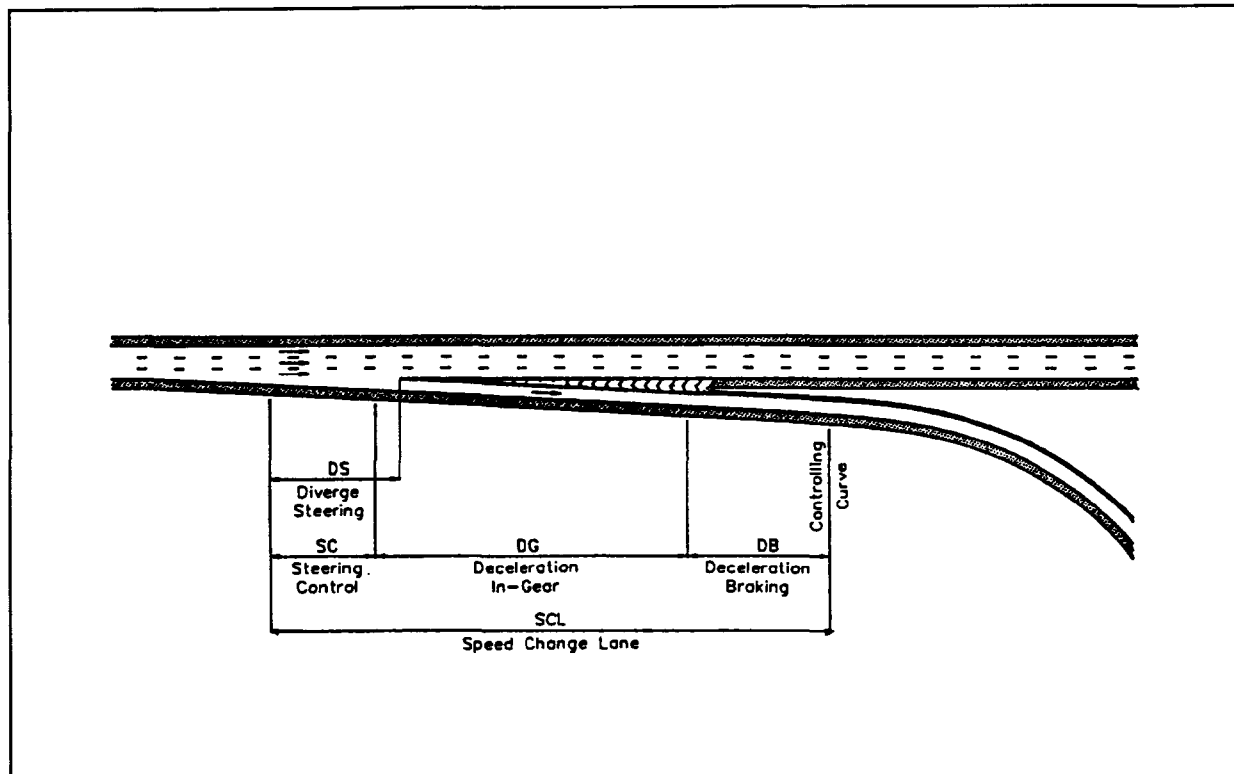 DS
Diverge
Steering
Controlling
Curve
SC
Steering.
Control
DG
Deceleration
In-Gear
DB
Deceleration
Braking
SCL
Speed Change Lane